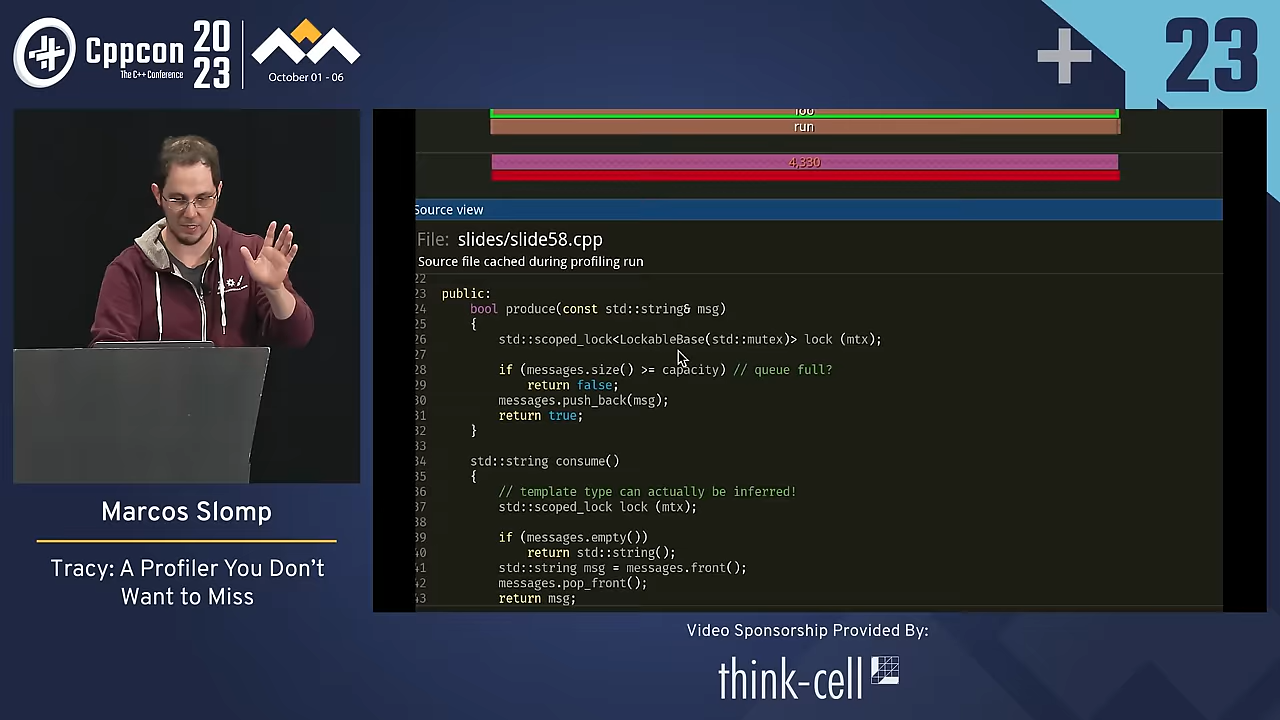 Cppcon
The C++ Conference
20
23
October 01 - 06
23
foo
run
4,330
Source view
File: slides/slide58.cpp
Source file cached during profiling run
22
23 public:
24 bool produce(const std::string& msg)
25 {
26 std::scoped_lock<LockableBase(std::mutex)> lock (mtx);
27
28 if (messages.size() >= capacity) // queue full?
29 return false;
30 messages.push_back(msg);
31 return true;
32 }
33
34 std::string consume()
35 {
36 // template type can actually be inferred!
37 std::scoped_lock lock (mtx);
38
39 if (messages.empty())
40 return std::string();
41 std::string msg = messages.front();
42 messages.pop_front();
43 return msg;
Marcos Slomp
Tracy: A Profiler You Don't
Want to Miss
Video Sponsorship Provided By:
think-cell